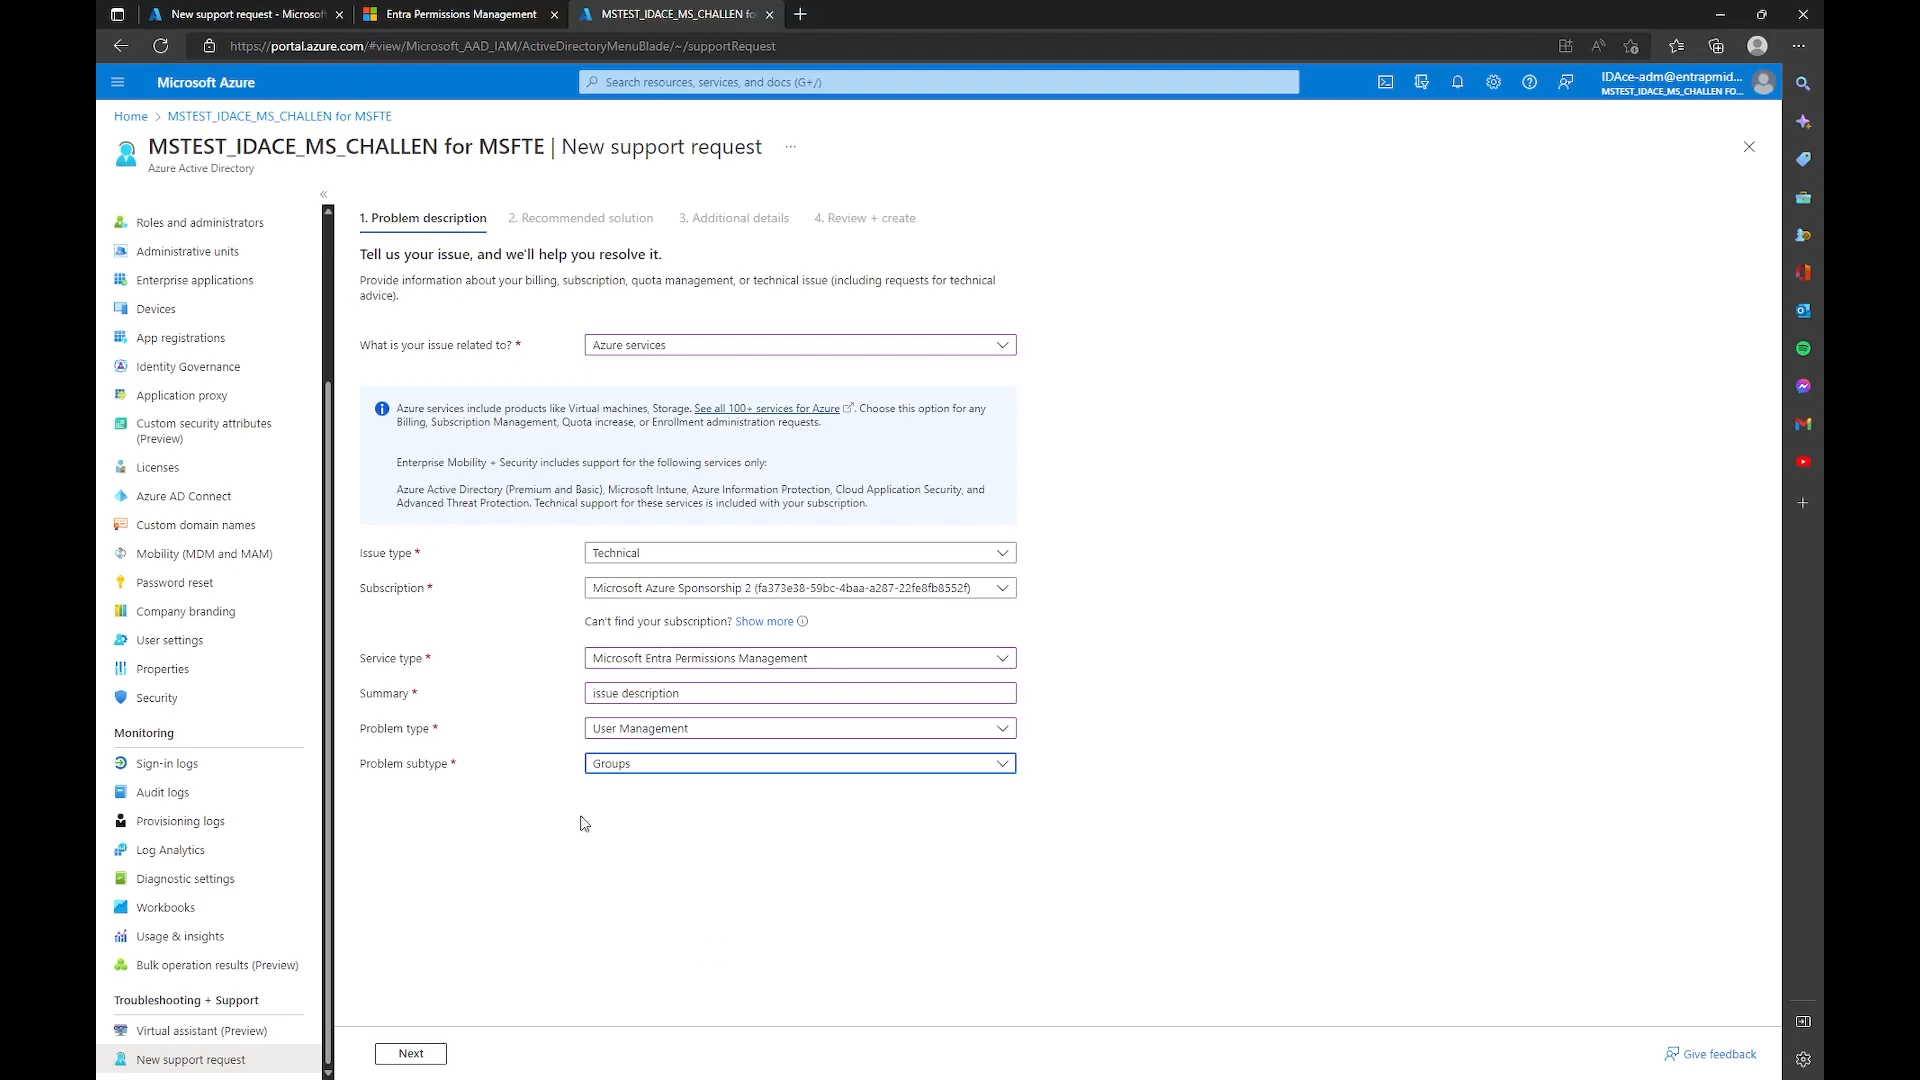 New support request - Microsoft
Entra Permissions Management
MSTEST_IDACE_MS_CHALLEN fo
https://portal.azure.com/#view/Microsoft_AAD_IAM/ActiveDirectoryMenuBlade/~/supportRequest
Microsoft Azure
Search resources, services, and docs (G+/)
IDAce-adm@entrapmid...
MSTEST_IDACE_MS_CHALLEN FO...
Home > MSTEST_IDACE_MS_CHALLEN for MSFTE
MSTEST_IDACE_MS_CHALLEN for MSFTE | New support request ...
Azure Active Directory
Roles and administrators
Administrative units
Enterprise applications
Devices
App registrations
Identity Governance
Application proxy
Custom security attributes
(Preview)
Licenses
Azure AD Connect
Custom domain names
Mobility (MDM and MAM)
Password reset
Company branding
User settings
Properties
Security
Monitoring
Sign-in logs
Audit logs
Provisioning logs
Log Analytics
Diagnostic settings
Workbooks
Usage & insights
Bulk operation results (Preview)
Troubleshooting + Support
Virtual assistant (Preview)
New support request
1. Problem description 2. Recommended solution 3. Additional details 4. Review + create
Tell us your issue, and we'll help you resolve it.
Provide information about your billing, subscription, quota management, or technical issue (including requests for technical
advice).
What is your issue related to? * Azure services
Azure services include products like Virtual machines, Storage. See all 100+ services for Azure. Choose this option for any
Billing, Subscription Management, Quota increase, or Enrollment administration requests.
Enterprise Mobility + Security includes support for the following services only:
Azure Active Directory (Premium and Basic), Microsoft Intune, Azure Information Protection, Cloud Application Security, and
Advanced Threat Protection. Technical support for these services is included with your subscription.
Issue type * Technical
Subscription * Microsoft Azure Sponsorship 2 (fa373e38-59bc-4baa-a287-22fe8fb8552f)
Can't find your subscription? Show more
Service type * Microsoft Entra Permissions Management
Summary * issue description
Problem type * User Management
Problem subtype * Groups
Next
Give feedback